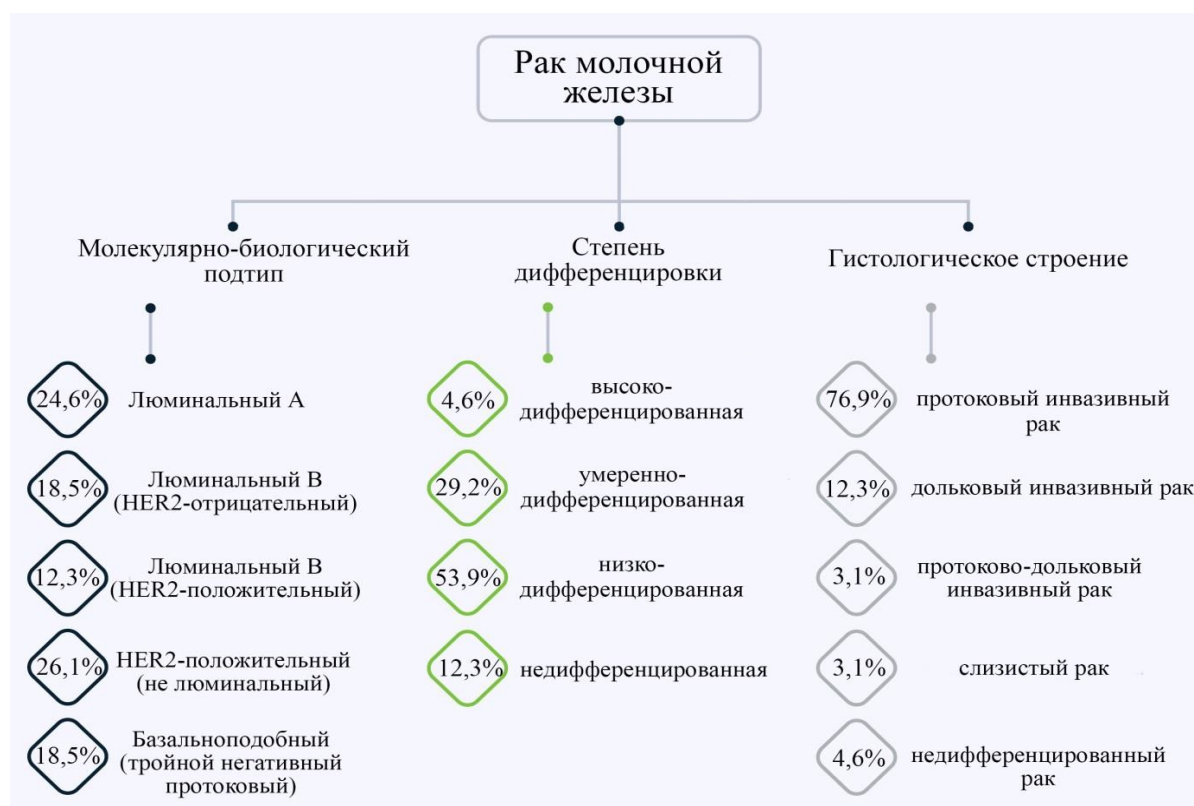 Рак молочной
железы
Молекулярно-биологический
подтип
24,6%
Люминальный А
18,5%
Люминальный В
(HER2-отрицательный)
12,3%
Люминальный В
(HER2-положительный)
26,1%
HER2-положительный
(не люминальный)
18,5%
Базальноподобный
(тройной негативный
протоковый)
Степень
дифференцировки
4,6%
высоко-
дифференцированная
29,2%
умеренно-
дифференцированная
53,9%
низко-
дифференцированная
12,3%
недифференцированная
Гистологическое строение
76,9%
протоковый инвазивный
рак
12,3%
дольковый инвазивный рак
3,1%
протоково-дольковый
инвазивный рак
3,1%
слизистый рак
4,6%
недифференцированный
рак